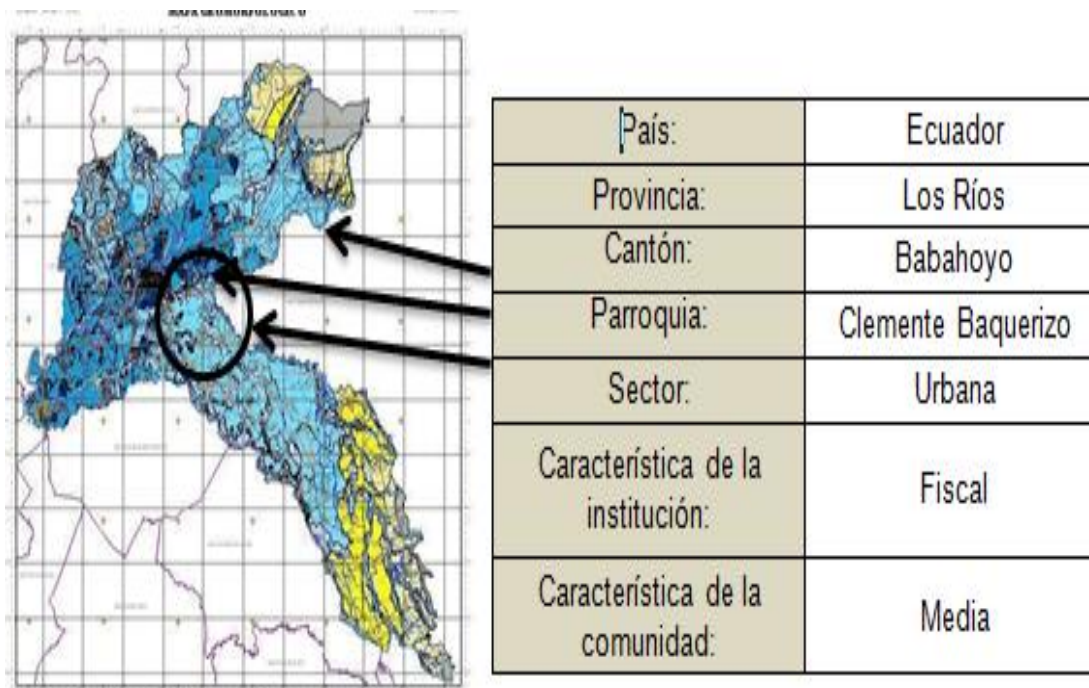 País:
Ecuador
Provincia:
Los Ríos
Cantón:
Babahoyo
Parroquia:
Clemente Baquerizo
Sector:
Urbana
Característica de la
institución:
Fiscal
Característica de la
comunidad:
Media